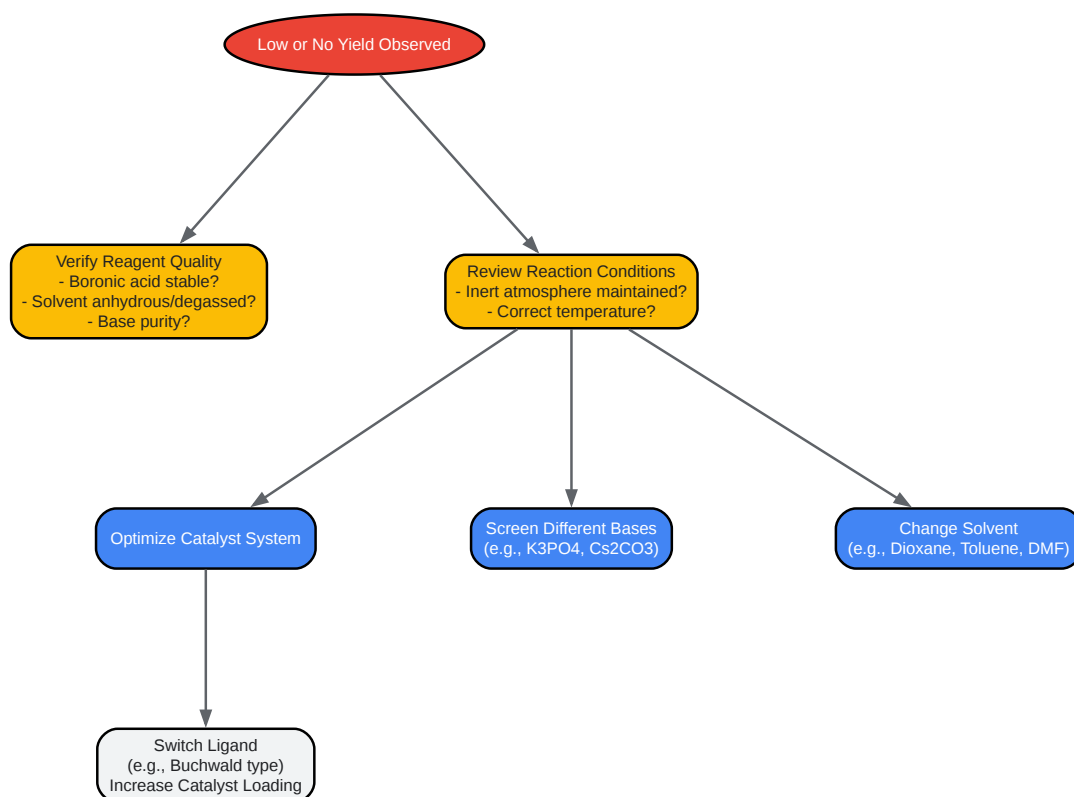 Low or No Yield Observed
Verify Reagent Quality
- Boronic acid stable?
- Solvent anhydrous/degassed?
- Base purity?
Review Reaction Conditions
- Inert atmosphere maintained?
- Correct temperature?
Optimize Catalyst System
Screen Different Bases
(e.g., K3PO4, Cs2CO3)
Change Solvent
(e.g., Dioxane, Toluene, DMF)
Switch Ligand
(e.g., Buchwald type)
Increase Catalyst Loading